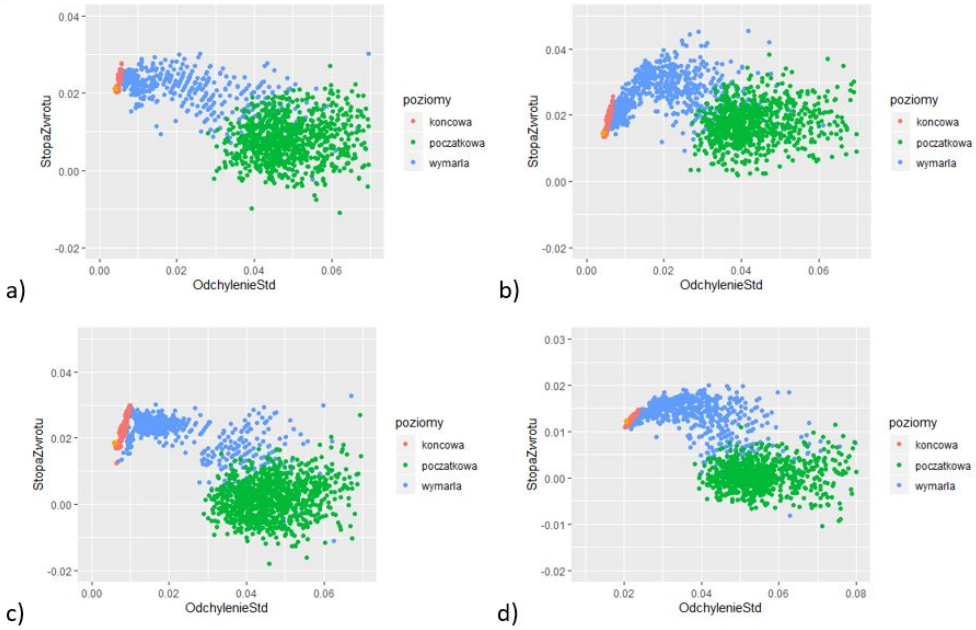 0.04
0.02
0.00
-0.02
StopaZwrotu
0.00
0.02
0.04
0.06
OdchylenieStd
poziomy
koncowa
poczatkowa
wymarla
a)
0.04
0.02
0.00
-0.02
StopaZwrotu
0.00
0.02
0.04
0.06
OdchylenieStd
poziomy
koncowa
poczatkowa
wymarla
b)
0.04
0.02
0.00
-0.02
StopaZwrotu
0.00
0.02
0.04
0.06
OdchylenieStd
poziomy
koncowa
poczatkowa
wymarla
c)
0.03
0.02
0.01
0.00
-0.01
-0.02
StopaZwrotu
0.02
0.04
0.06
0.08
OdchylenieStd
poziomy
koncowa
poczatkowa
wymarla
d)